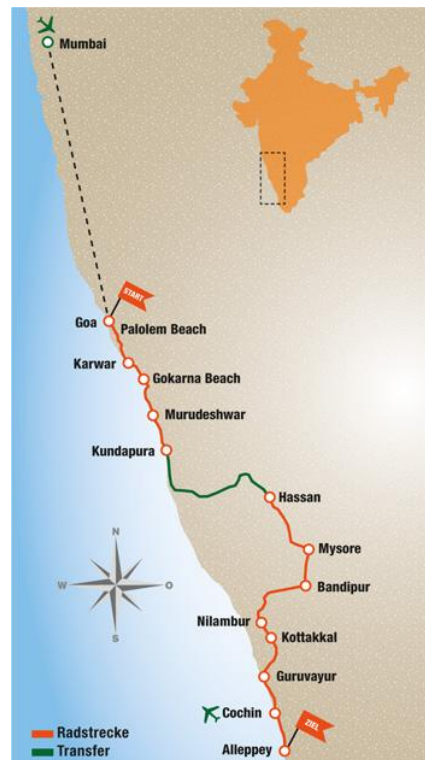 Mumbai
START
Goa
Palolem Beach
Karwar
Gokarna Beach
Murudeshwar
Kundapura
Hassan
N
W
O
S
Mysore
Bandipur
Nilambur
Kottakkal
Guruvayur
Cochin
ZIEL
Radstrecke
Transfer
Alleppey